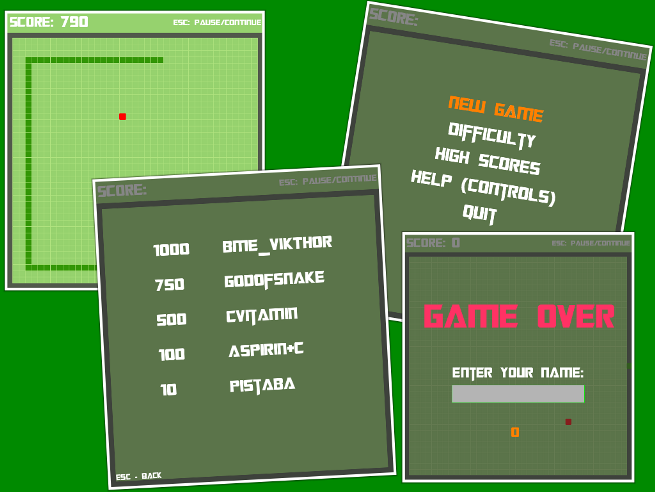 SCORE: 790 ESC: PAUSE/CONTINUE
SCORE: ESC: PAUSE/CONTINUE
NEW GAME
DIFFICULTY
HIGH SCORES
HELP (CONTROLS)
QUIT
SCORE: ESC: PAUSE/CONTINUE
1000 BME_VIKTHOR
750 GODOFSNAKE
500 CVITAMIN
100 ASPIRIN+C
10 PISTABA
ESC - BACK
SCORE: 0 ESC: PAUSE/CONTINUE
GAME OVER
ENTER YOUR NAME:
0